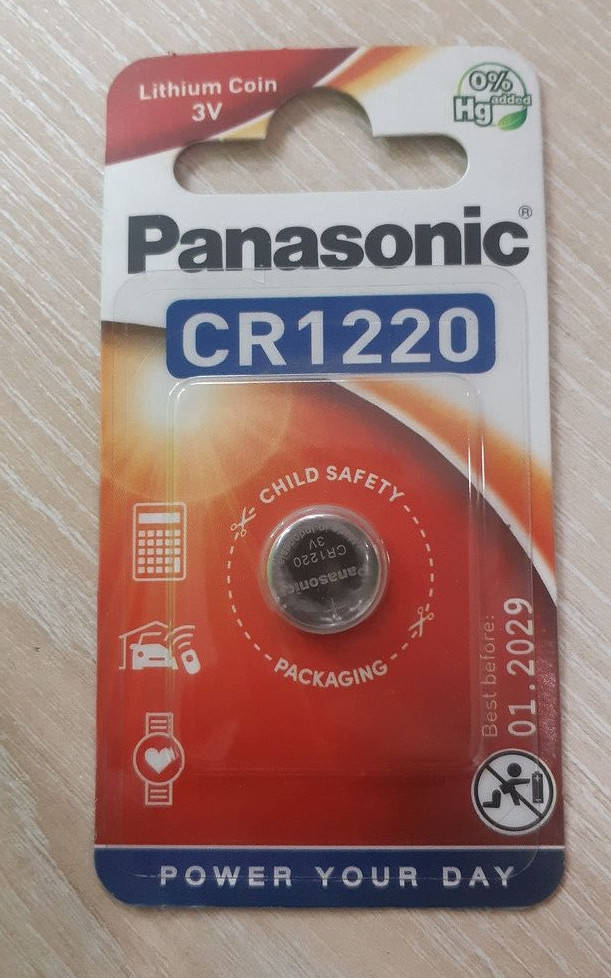 Lithium Coin
3V
0%
Hg added
Panasonic®
CR1220
CHILD SAFETY
Panasonic
CR1220
3V
PACKAGING
Best before:
01.2029
POWER YOUR DAY